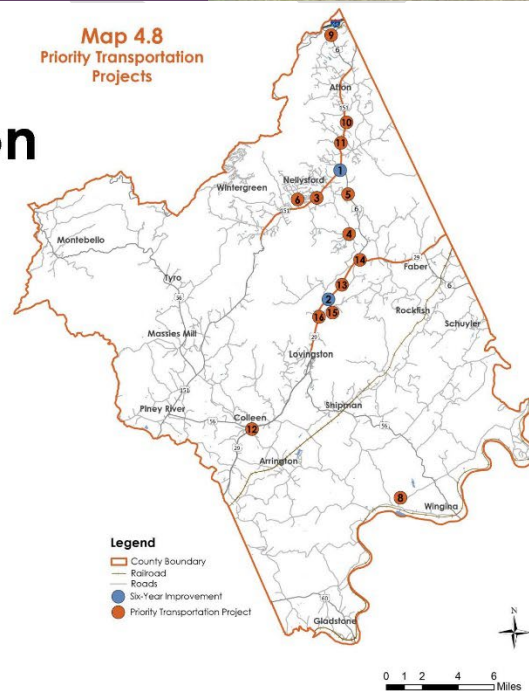 Map 4.8
Priority Transportation
Projects
on
9
6
Afton
151
10
11
1
Nellysford
Wintergreen
6
3
5
151
6
4
Montebello
14
29
Faber
Tyro
13
6
56
2
Rockfish
16
15
Schuyler
Massies Mill
29
Lovingston
151
Shipman
Piney River
56
Colleen
56
12
29
Arrington
8
Wingina
Legend
County Boundary
Railroad
Roads
Six-Year Improvement
Priority Transportation Project
60
Gladstone
N
0 1 2 4 6
Miles